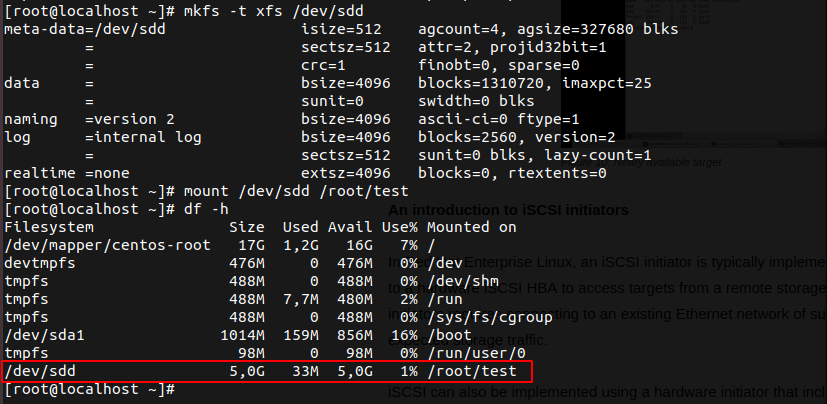 [root@localhost ~]# mkfs -t xfs /dev/sdd
meta-data=/dev/sdd               isize=512    agcount=4, agsize=327680 blks
         =                       sectsz=512   attr=2, projid32bit=1
         =                       crc=1        finobt=0, sparse=0
data     =                       bsize=4096   blocks=1310720, imaxpct=25
         =                       sunit=0      swidth=0 blks
naming   =version 2              bsize=4096   ascii-ci=0 ftype=1
log      =internal log           bsize=4096   blocks=2560, version=2
         =                       sectsz=512   sunit=0 blks, lazy-count=1
realtime =none                   extsz=4096   blocks=0, rtextents=0
available target
[root@localhost ~]# mount /dev/sdd /root/test
[root@localhost ~]# df -h
An introduction to iSCSI initiators
Filesystem               Size  Used Avail Use% Mounted on
/dev/mapper/centos-root   17G  1,2G   16G   7% /
devtmpfs                 476M     0  476M   0% /dev
Enterprise Linux, an iSCSI initiator is typically impleme
tmpfs                    488M     0  488M   0% /dev/shm
iSCSI HBA to access targets from a remote storage
tmpfs                    488M  7,7M  480M   2% /run
tmpfs                    488M     0  488M   0% /sys/fs/cgroup
to an existing Ethernet network of su
/dev/sda1               1014M  159M  856M  16% /boot
storage traffic.
tmpfs                     98M     0   98M   0% /run/user/0
/dev/sdd                 5,0G   33M  5,0G   1% /root/test
[root@localhost ~]#
iSCSI can also be implemented using a hardware initiator that incl